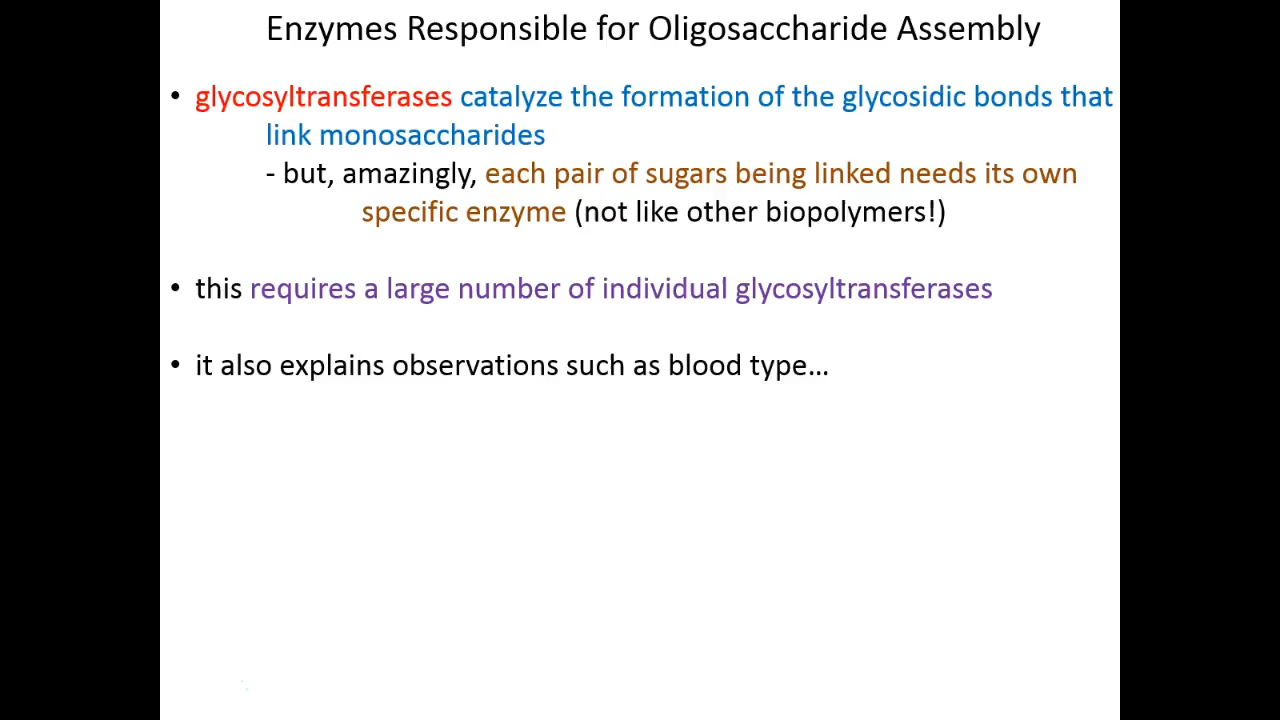 Enzymes Responsible for Oligosaccharide Assembly
• glycosyltransferases catalyze the formation of the glycosidic bonds that
link monosaccharides
- but, amazingly, each pair of sugars being linked needs its own
specific enzyme (not like other biopolymers!)
• this requires a large number of individual glycosyltransferases
• it also explains observations such as blood type…